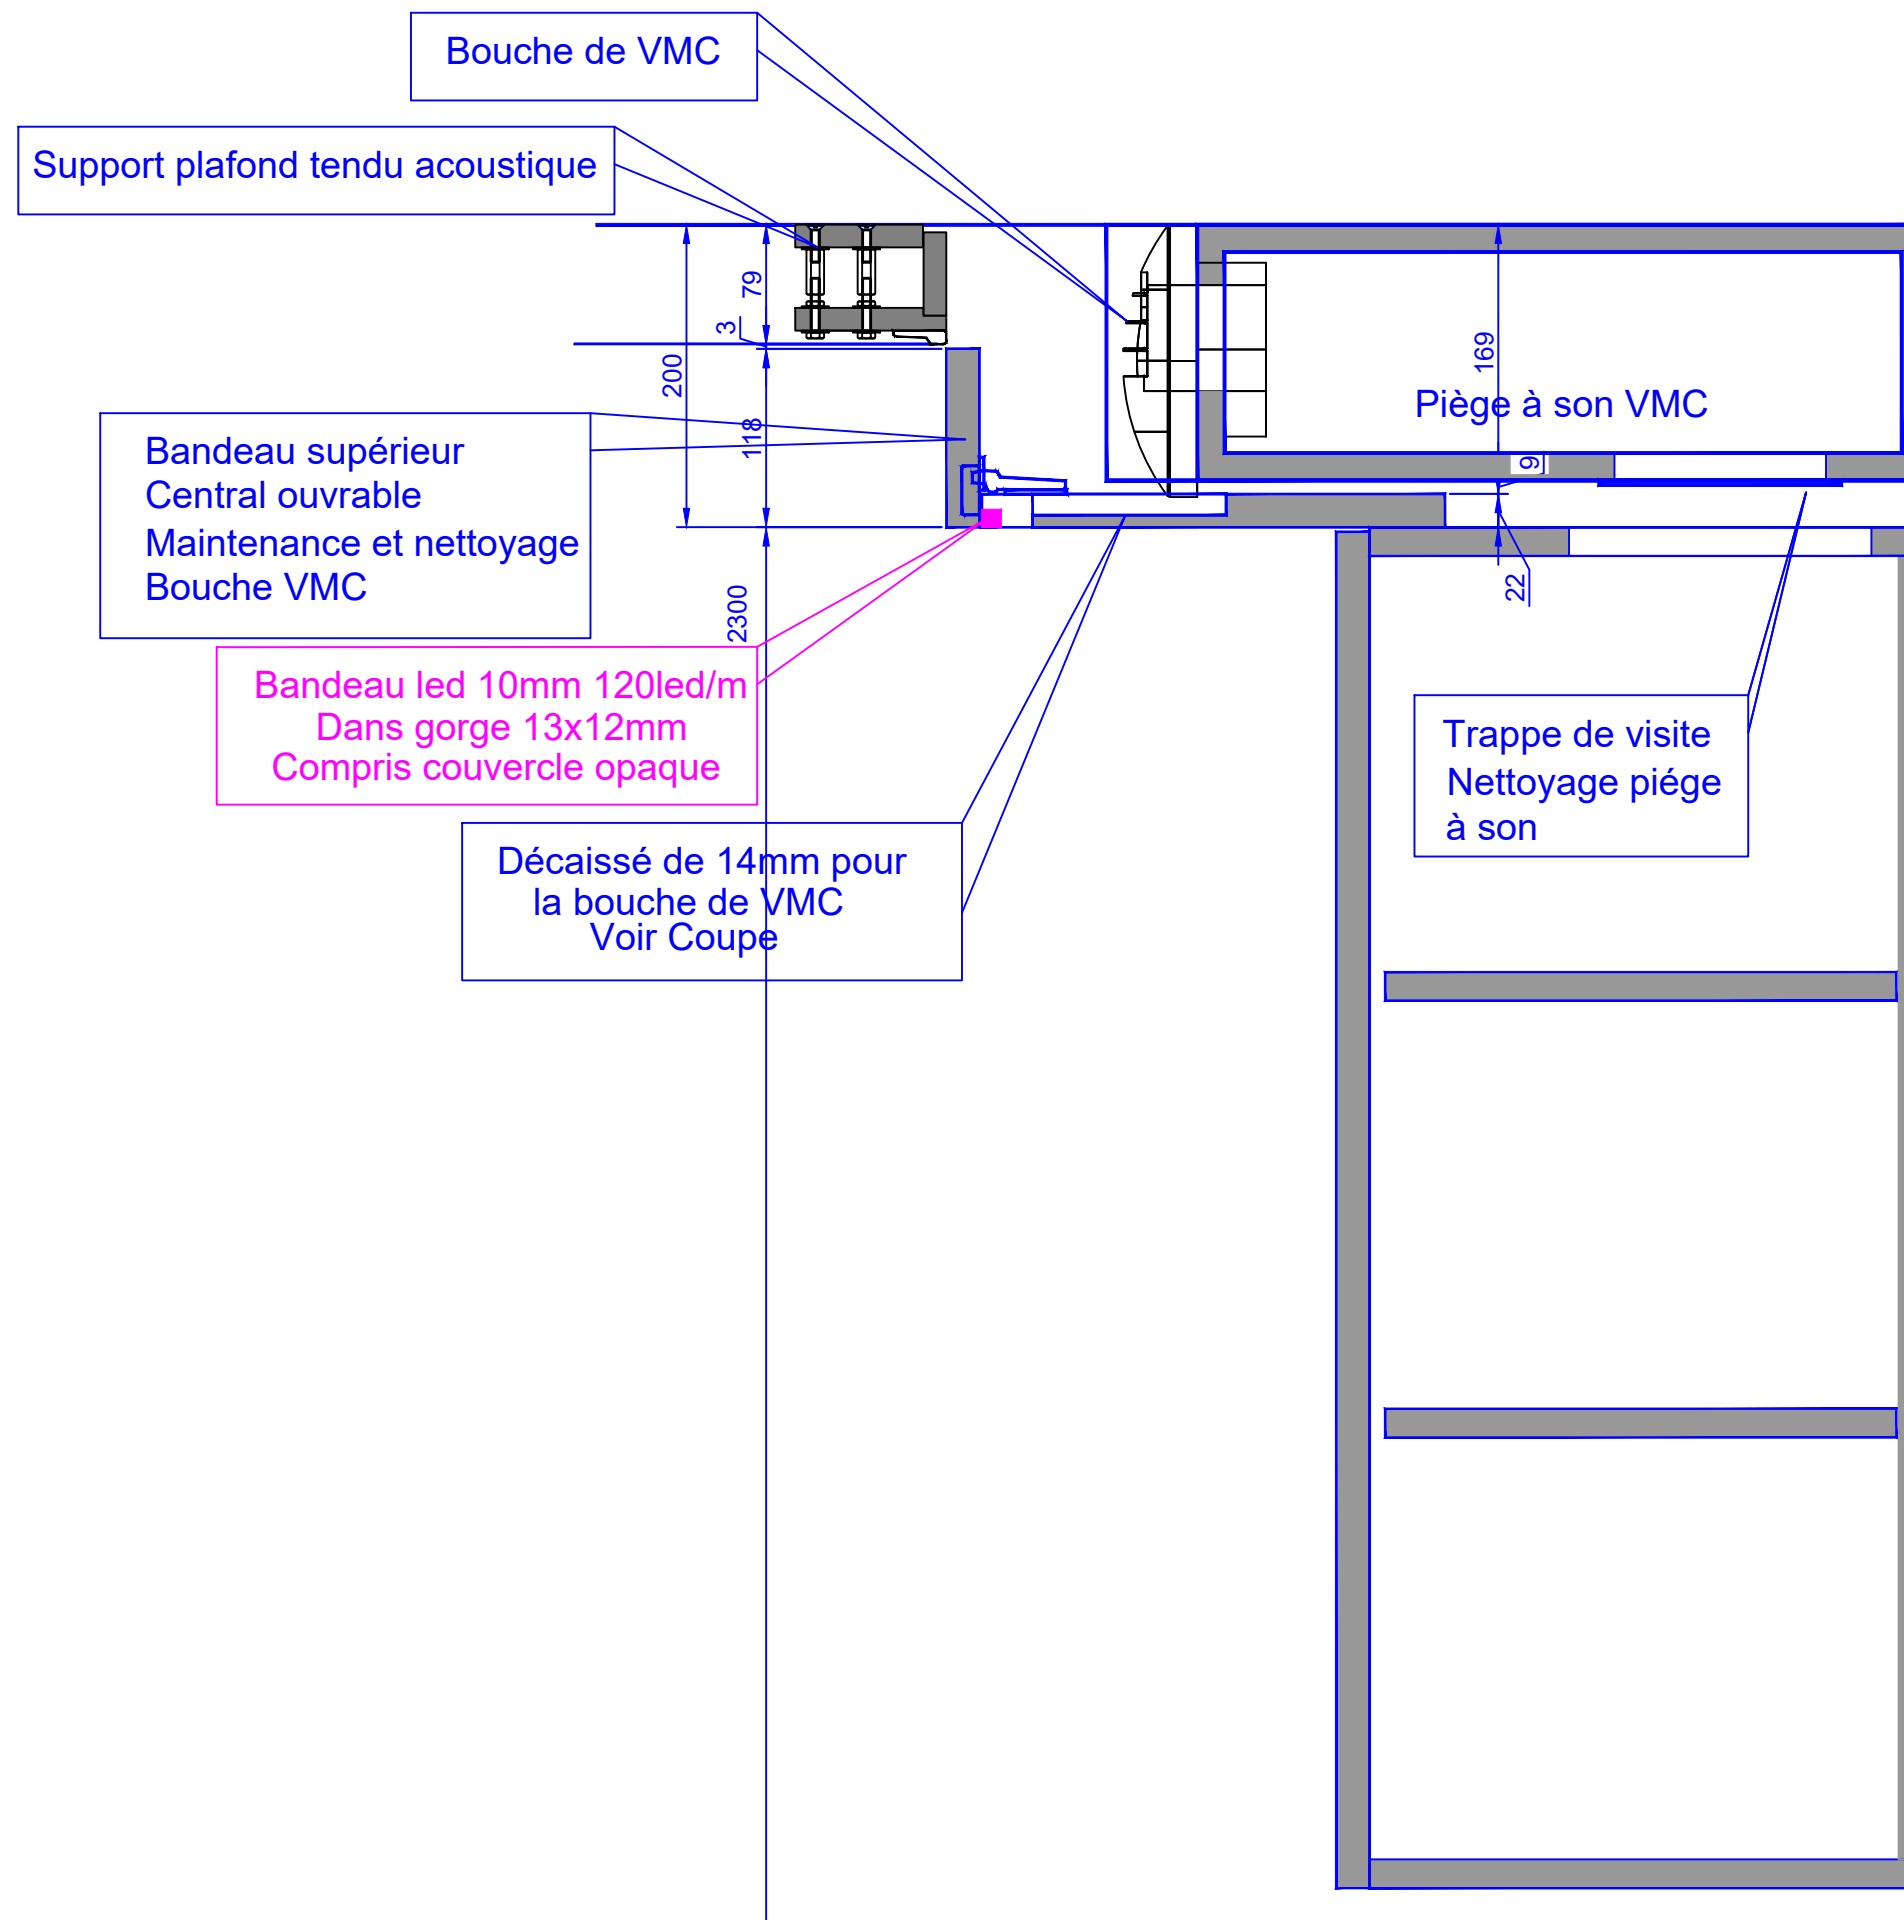 Bouche de VMC
Support plafond tendu acoustique
79
3
200
118
169
Piège à son VMC
9
Bandeau supérieur
Central ouvrable
Maintenance et nettoyage
Bouche VMC
22
2300
Bandeau led 10mm 120led/m
Dans gorge 13x12mm
Compris couvercle opaque
Trappe de visite
Nettoyage piége
à son
Décaissé de 14mm pour
la bouche de VMC
Voir Coupe